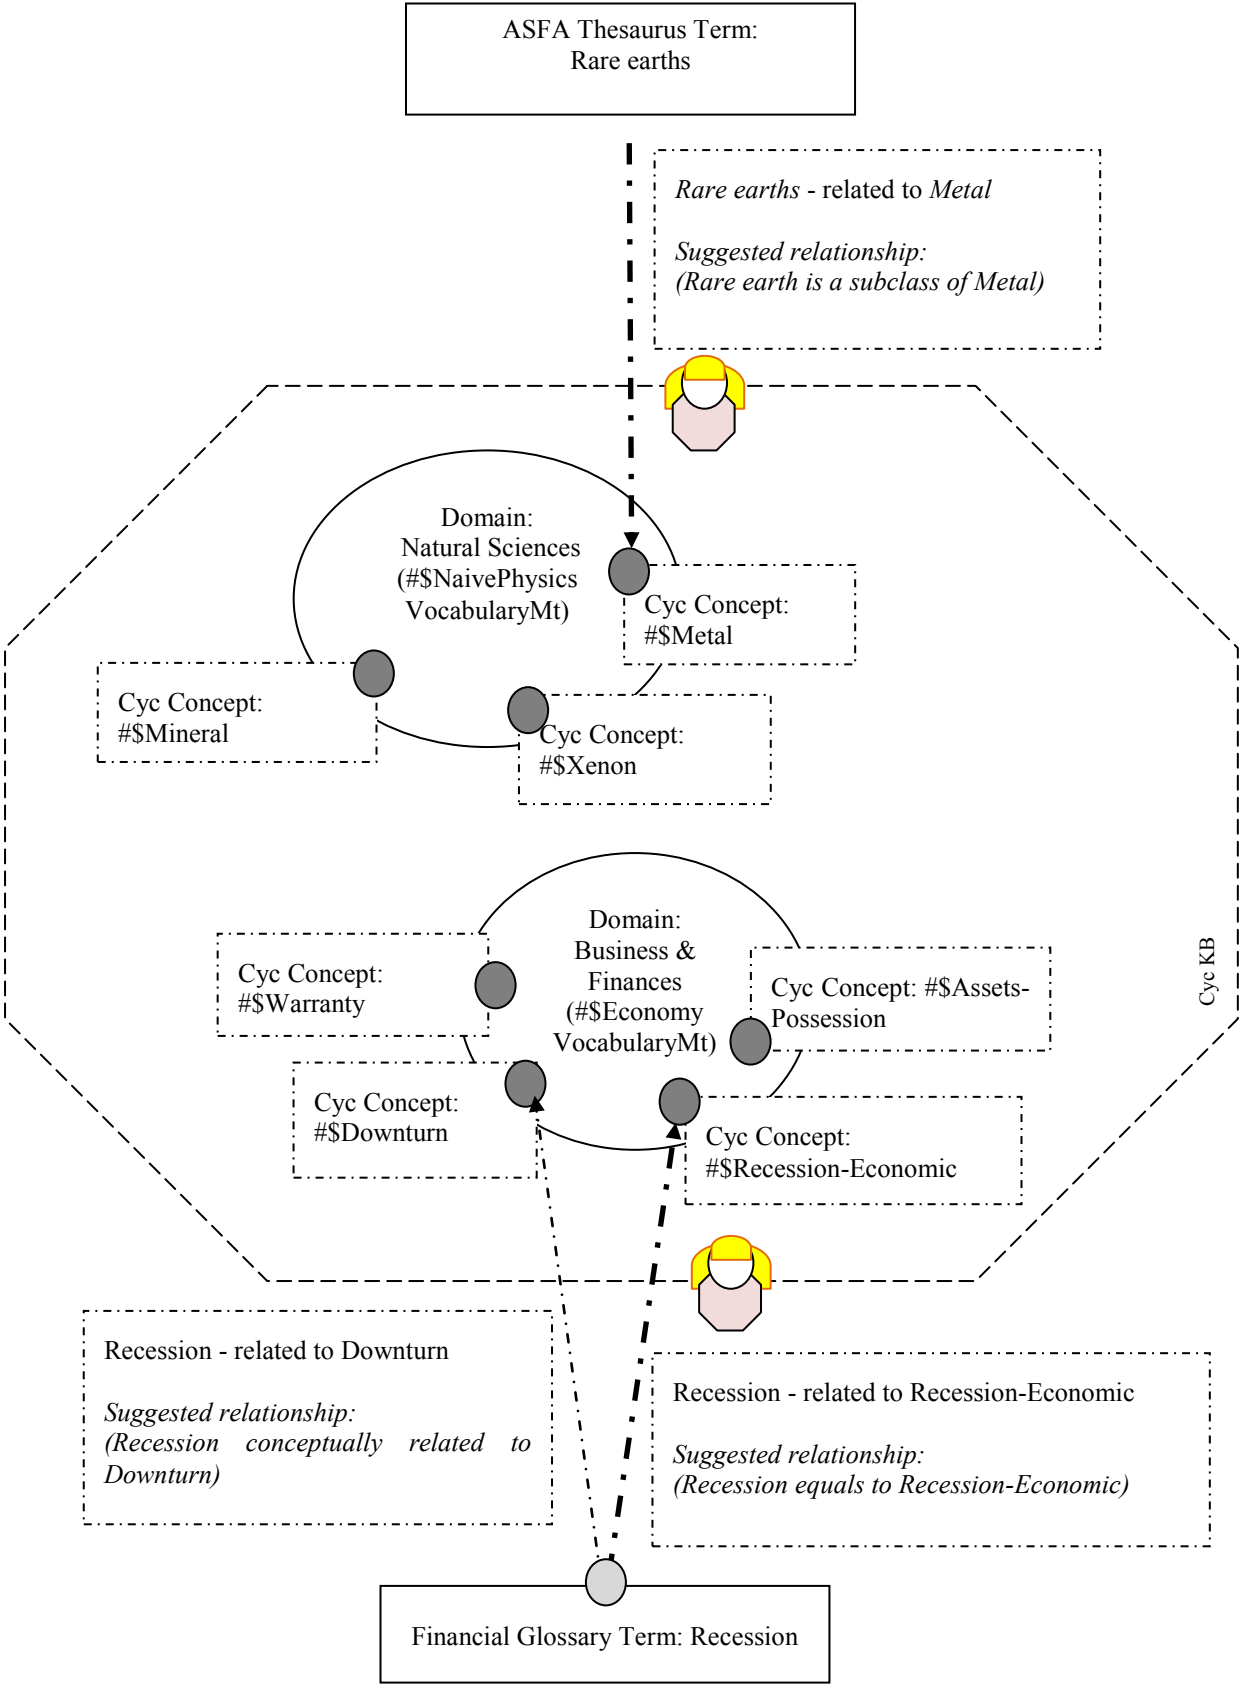 ASFA Thesaurus Term:
Rare earths
Rare earths - related to Metal
Suggested relationship:
(Rare earth is a subclass of Metal)
Domain:
Natural Sciences
(#$NaivePhysics
VocabularyMt)
Cyc Concept:
#$Metal
Cyc Concept:
#$Mineral
Cyc Concept:
#$Xenon
Domain:
Business &
Finances
(#$Economy
VocabularyMt)
Cyc Concept:
#$Warranty
Cyc Concept: #$Assets-
Possession
Cyc KB
Cyc Concept:
#$Downturn
Cyc Concept:
#$Recession-Economic
Recession - related to Downturn
Suggested relationship:
(Recession conceptually related to
Downturn)
Recession - related to Recession-Economic
Suggested relationship:
(Recession equals to Recession-Economic)
Financial Glossary Term: Recession